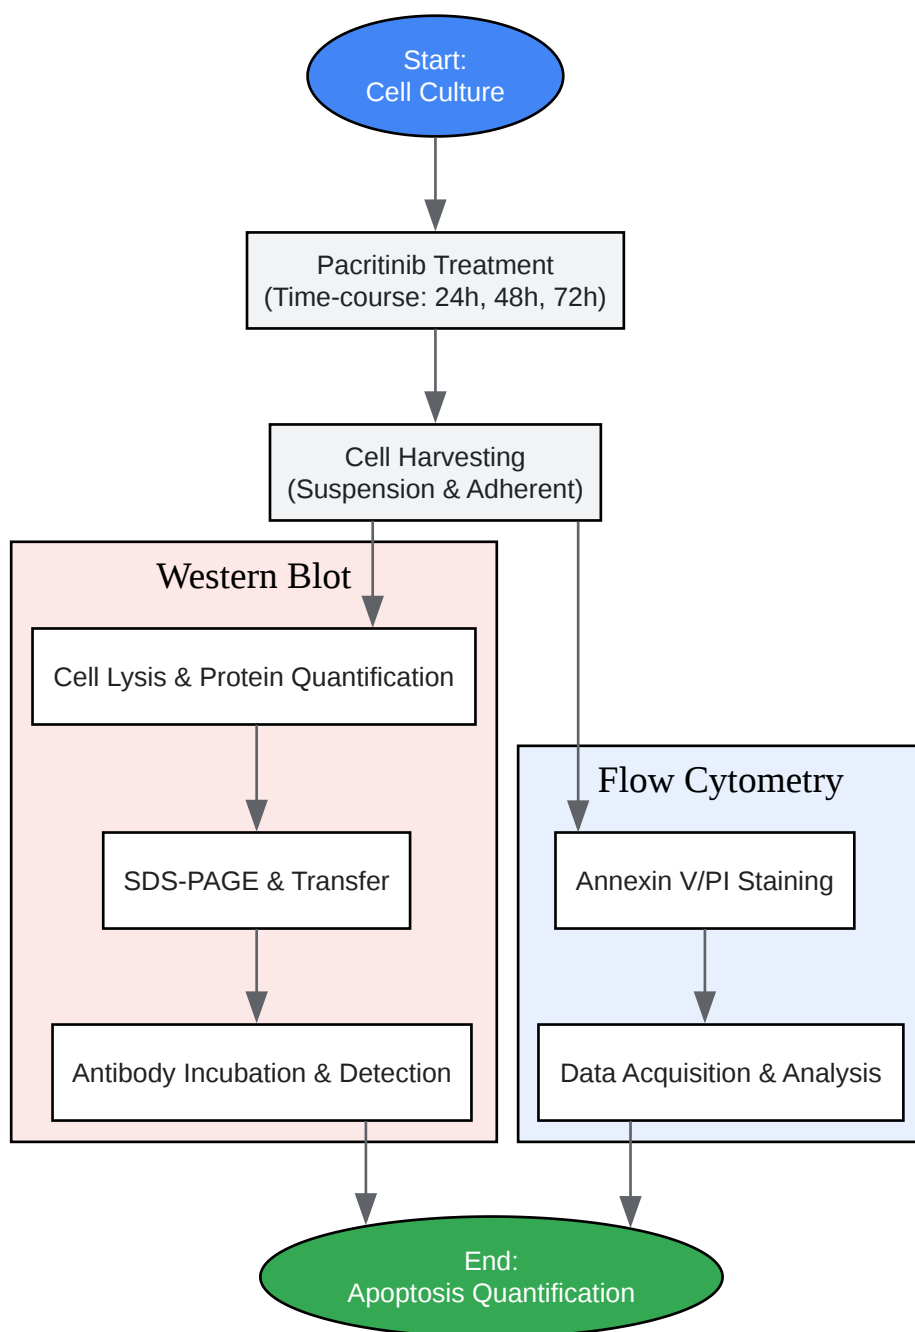 Start:
Cell Culture
Pacritinib Treatment
(Time-course: 24h, 48h, 72h)
Cell Harvesting
(Suspension & Adherent)
Western Blot
Cell Lysis & Protein Quantification
SDS-PAGE & Transfer
Antibody Incubation & Detection
Flow Cytometry
Annexin V/PI Staining
Data Acquisition & Analysis
End:
Apoptosis Quantification